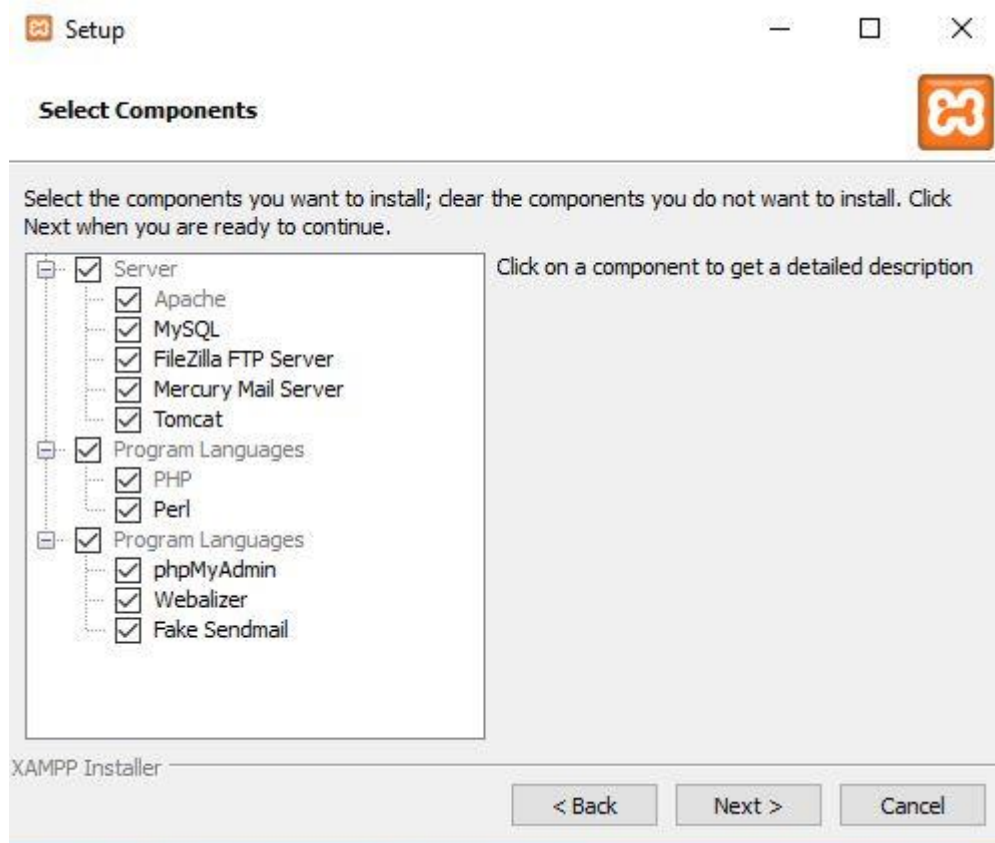 Setup
Select Components
Select the components you want to install; clear the components you do not want to install. Click
Next when you are ready to continue.
Server
Apache
MySQL
FileZilla FTP Server
Mercury Mail Server
Tomcat
Program Languages
PHP
Perl
Program Languages
phpMyAdmin
Webalizer
Fake Sendmail
Click on a component to get a detailed description
XAMPP Installer
< Back
Next >
Cancel